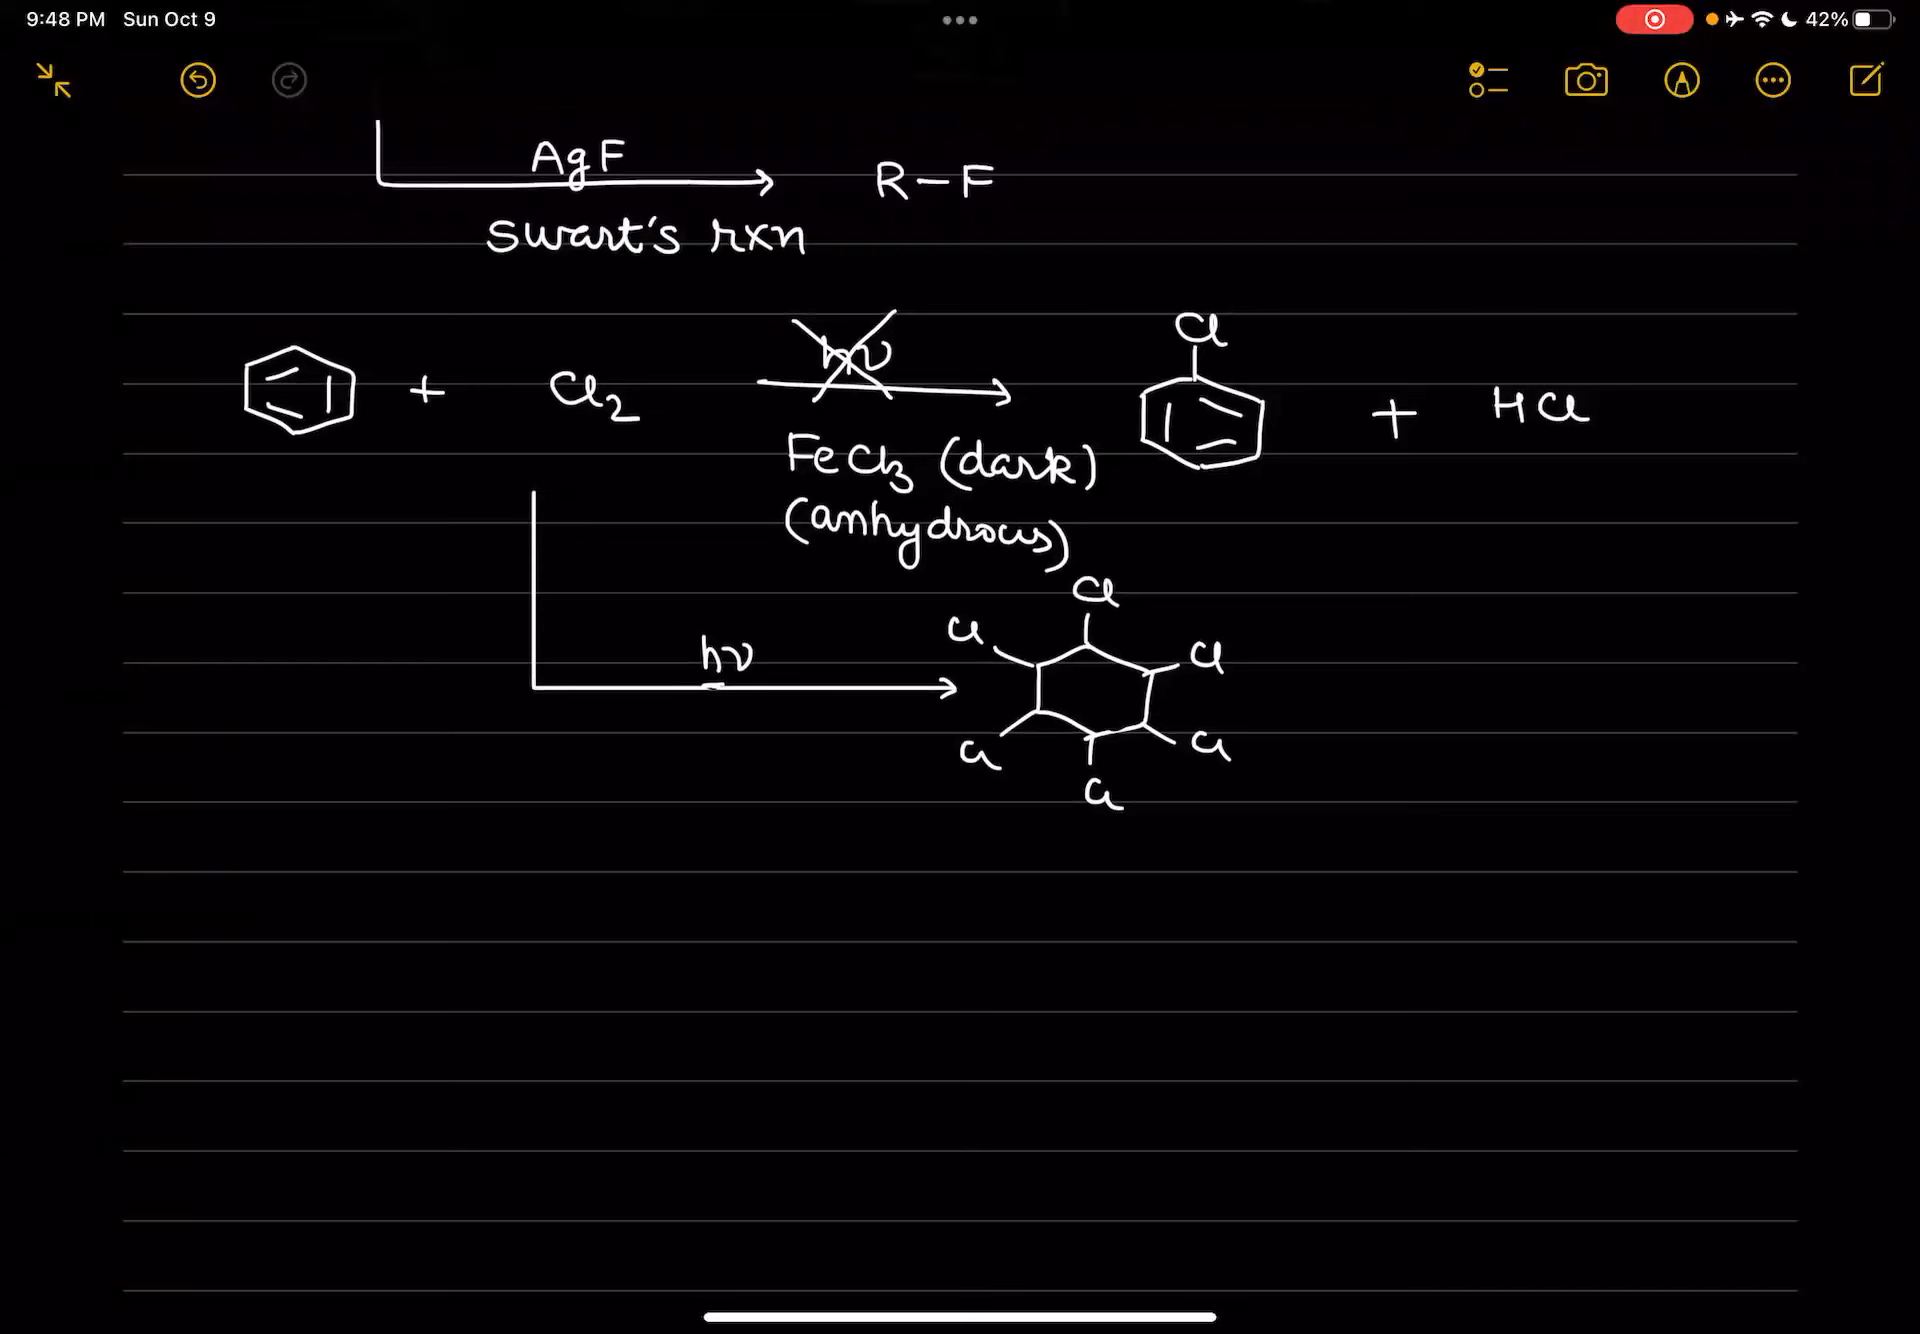 9:48 PM Sun Oct 9
42%
AgF
R-F
swart's rxn
Cl
hν
+ Cl2
+ HCl
FeCl3 (dark)
(anhydrous)
Cl
Cl
hν
Cl
Cl
Cl
Cl